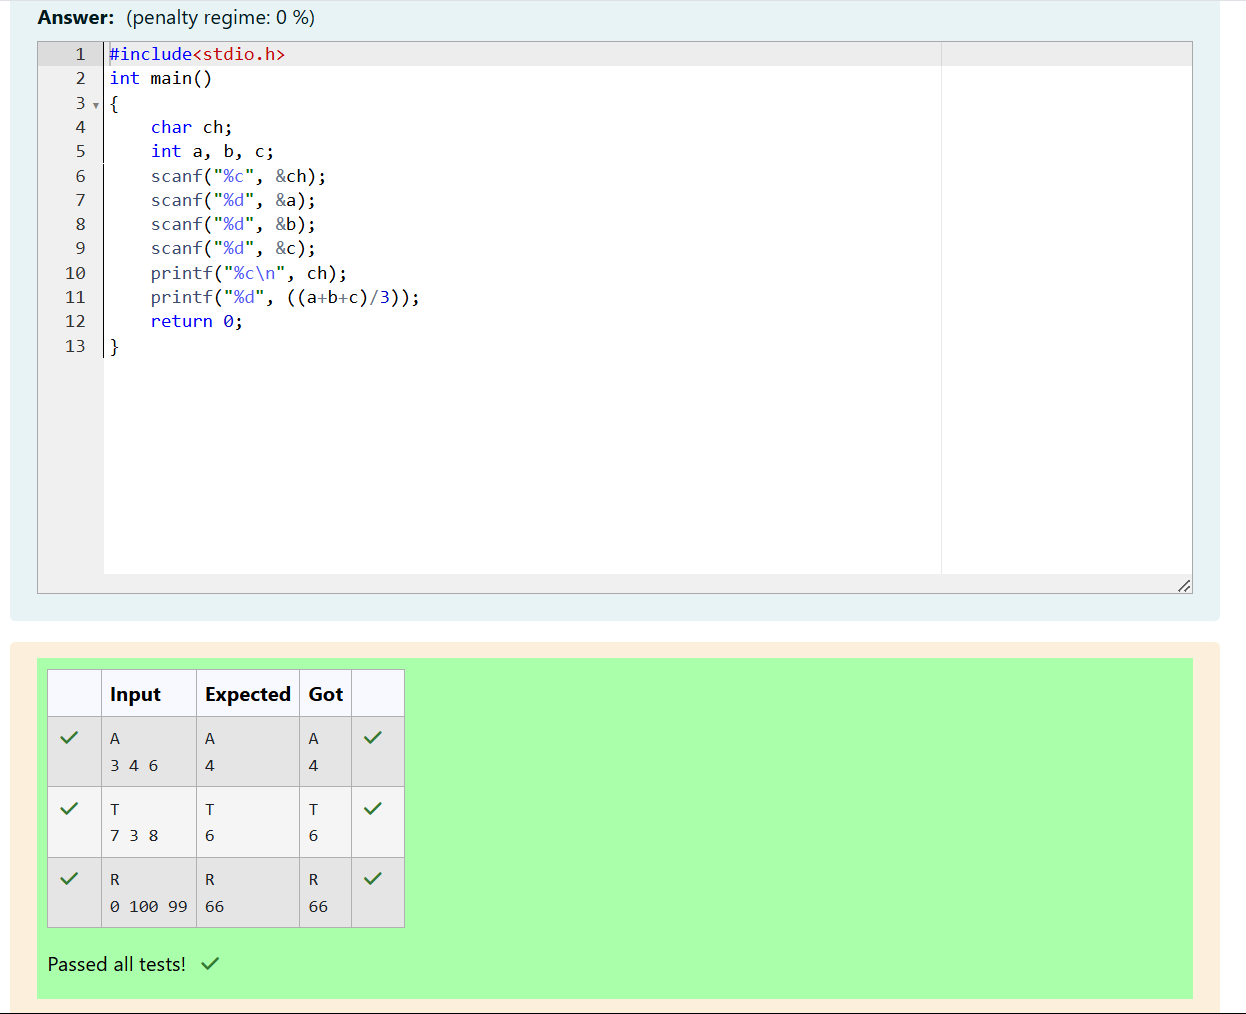 Answer: (penalty regime: 0 %)
1 #include<stdio.h>
2 int main()
3 {
4     char ch;
5     int a, b, c;
6     scanf("%c", &ch);
7     scanf("%d", &a);
8     scanf("%d", &b);
9     scanf("%d", &c);
10     printf("%c\n", ch);
11     printf("%d", ((a+b+c)/3));
12     return 0;
13 }
Input Expected Got
A A A
3 4 6 4 4
T T T
7 3 8 6 6
R R R
0 100 99 66 66
Passed all tests!